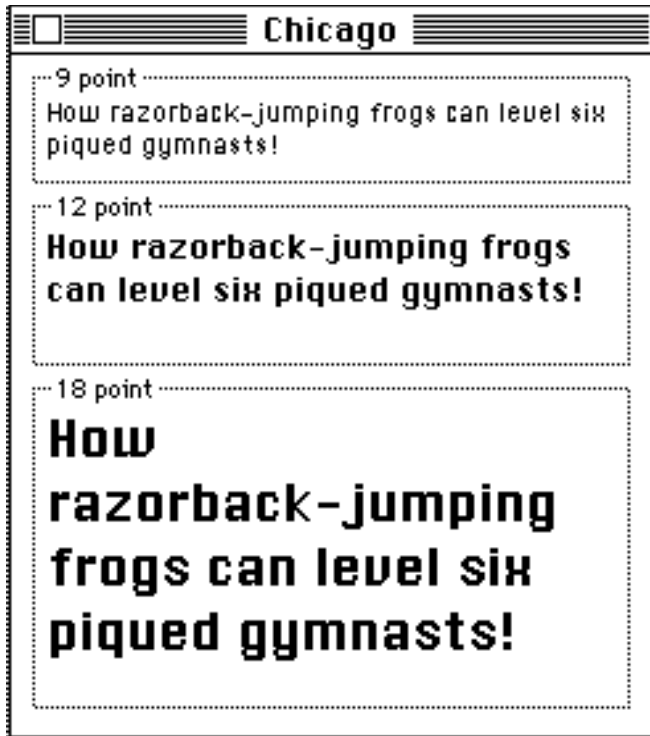 Chicago
9 point
How razorback-jumping frogs can level six
piqued gymnasts!
12 point
How razorback-jumping frogs
can level six piqued gymnasts!
18 point
How
razorback-jumping
frogs can level six
piqued gymnasts!